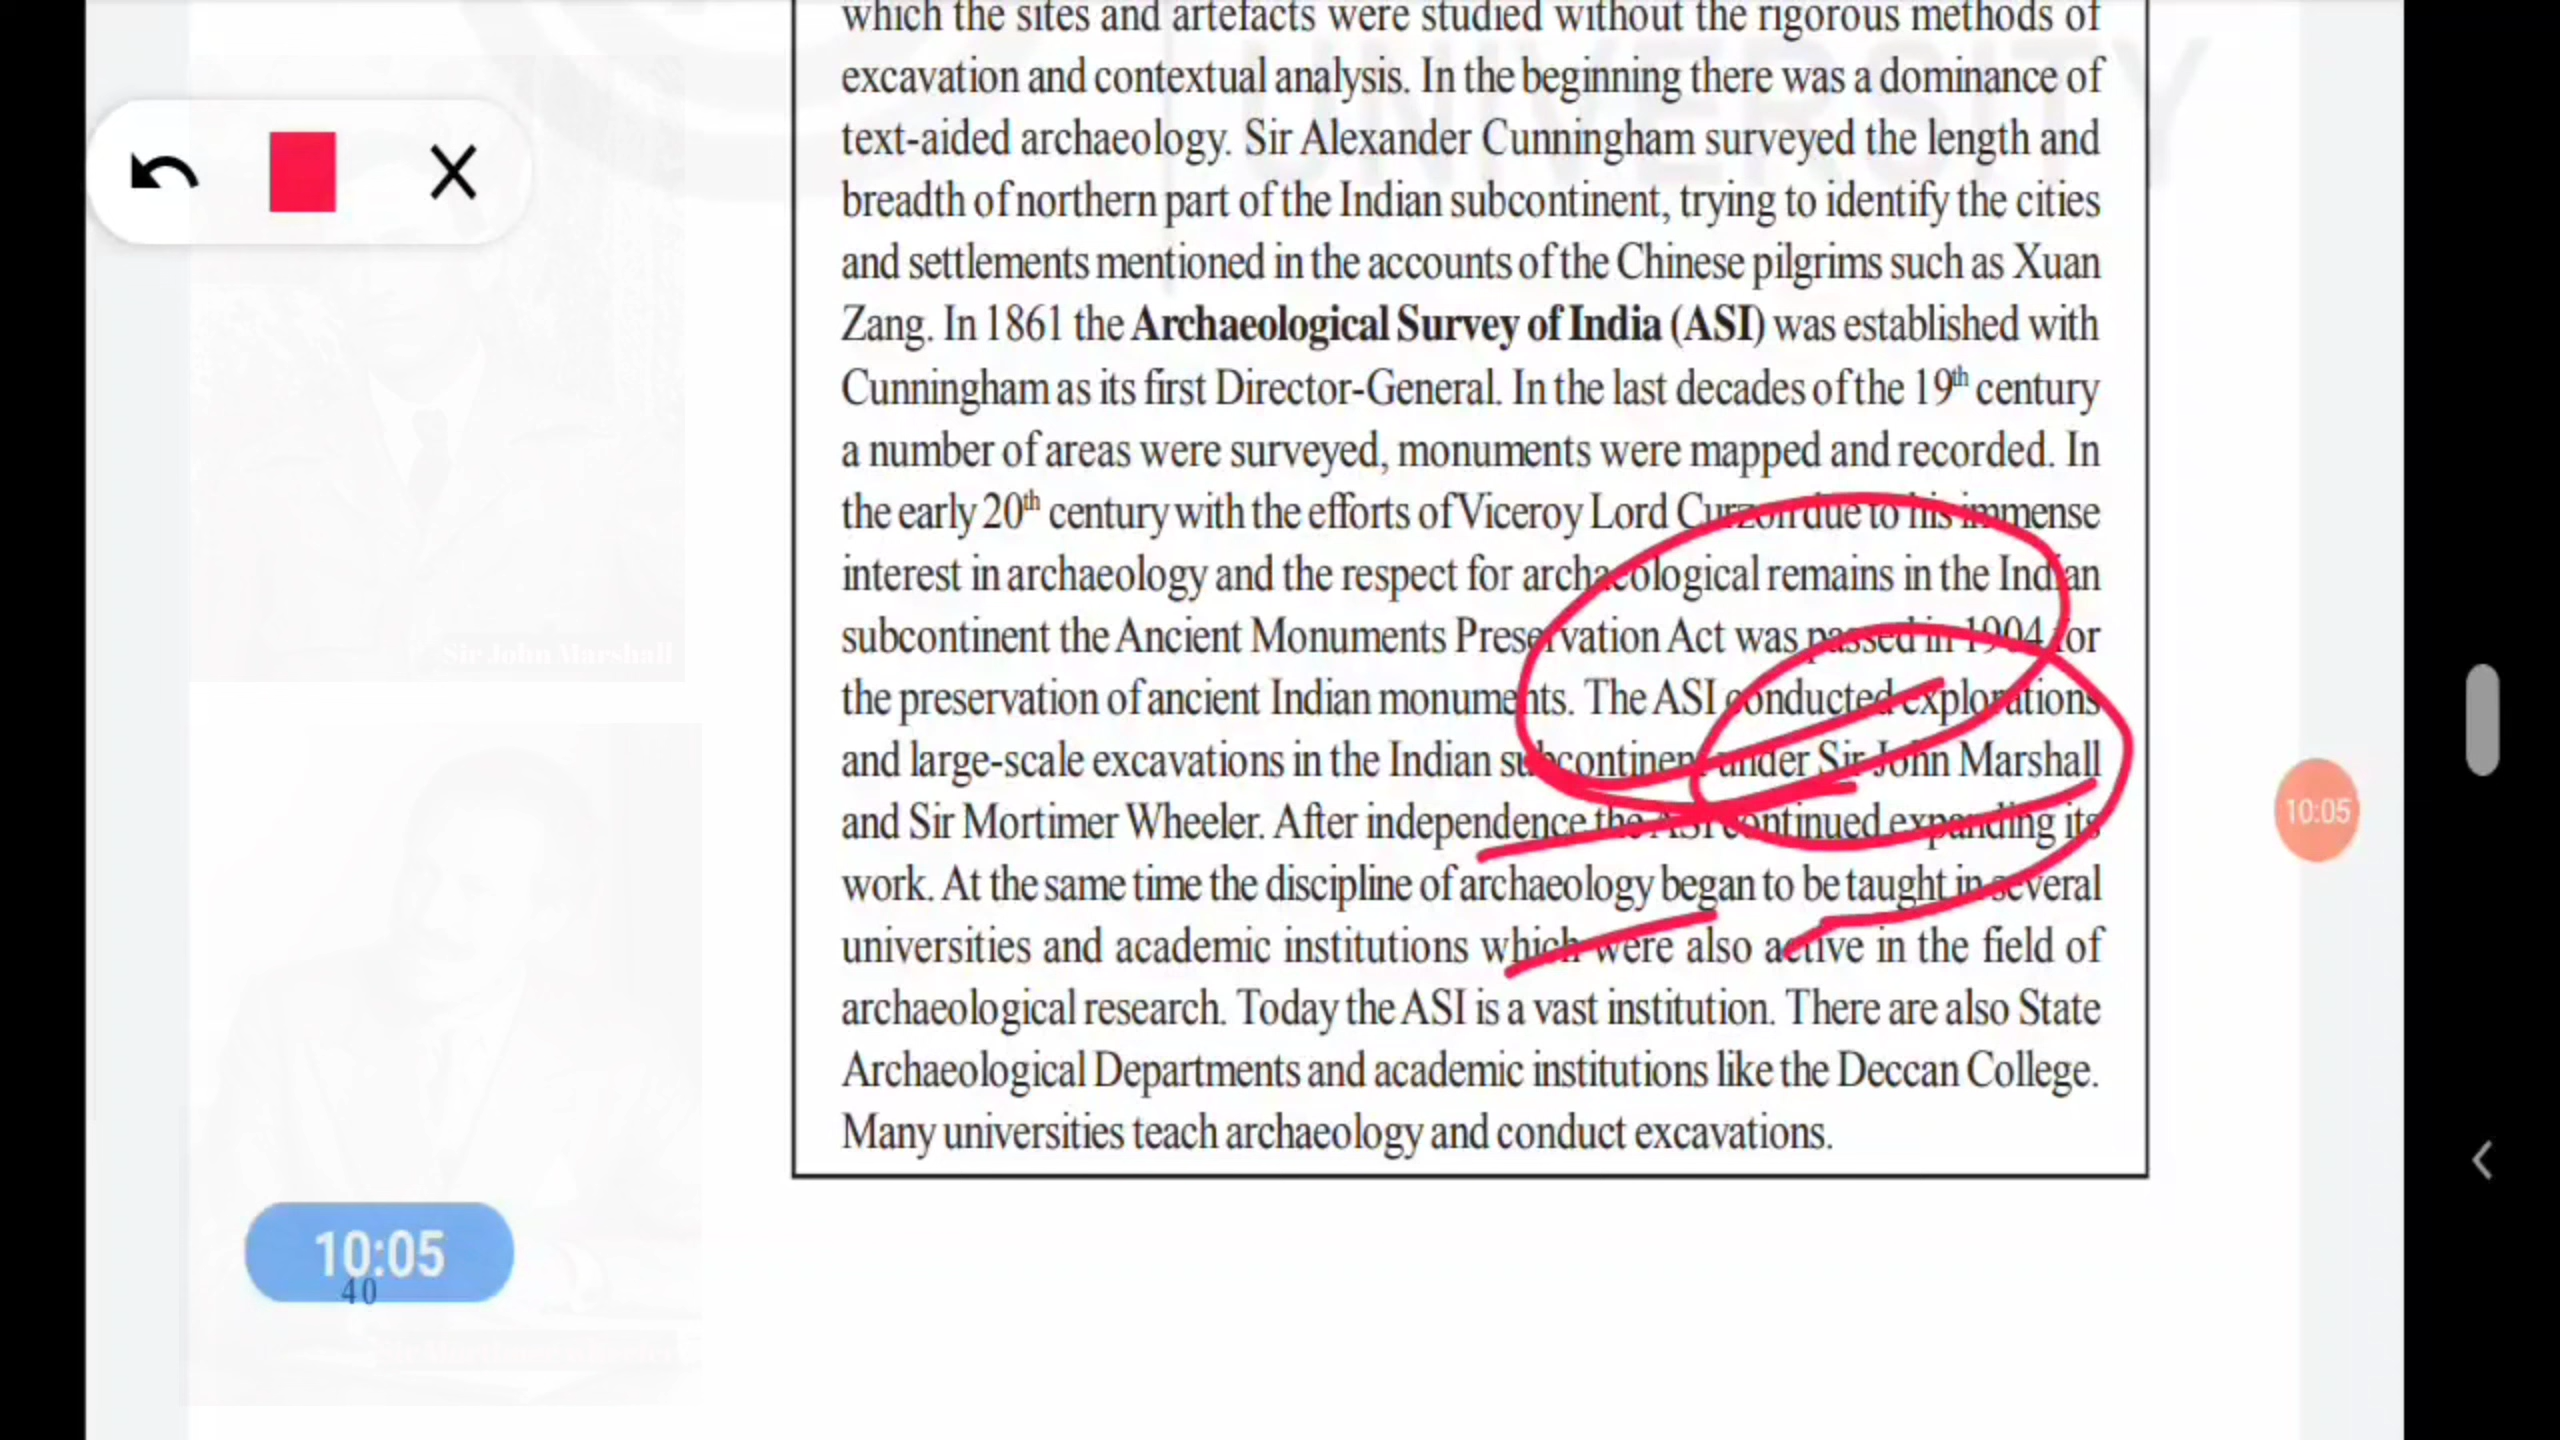 which the sites and artefacts were studied without the rigorous methods of
excavation and contextual analysis. In the beginning there was a dominance of
text-aided archaeology. Sir Alexander Cunningham surveyed the length and
breadth of northern part of the Indian subcontinent, trying to identify the cities
and settlements mentioned in the accounts of the Chinese pilgrims such as Xuan
Zang. In 1861 the Archaeological Survey of India (ASI) was established with
Cunningham as its first Director-General. In the last decades of the 19th century
a number of areas were surveyed, monuments were mapped and recorded. In
the early 20th century with the efforts of Viceroy Lord Curzon due to his immense
interest in archaeology and the respect for archaeological remains in the Indian
subcontinent the Ancient Monuments Preservation Act was passed in 1904 for
the preservation of ancient Indian monuments. The ASI conducted explorations
and large-scale excavations in the Indian subcontinent under Sir John Marshall
and Sir Mortimer Wheeler. After independence the ASI continued expanding its
work. At the same time the discipline of archaeology began to be taught in several
universities and academic institutions which were also active in the field of
archaeological research. Today the ASI is a vast institution. There are also State
Archaeological Departments and academic institutions like the Deccan College.
Many universities teach archaeology and conduct excavations.
UNIVERSITY
Sir John Marshall
Sir Mortimer Wheeler
10:05
40
10:05